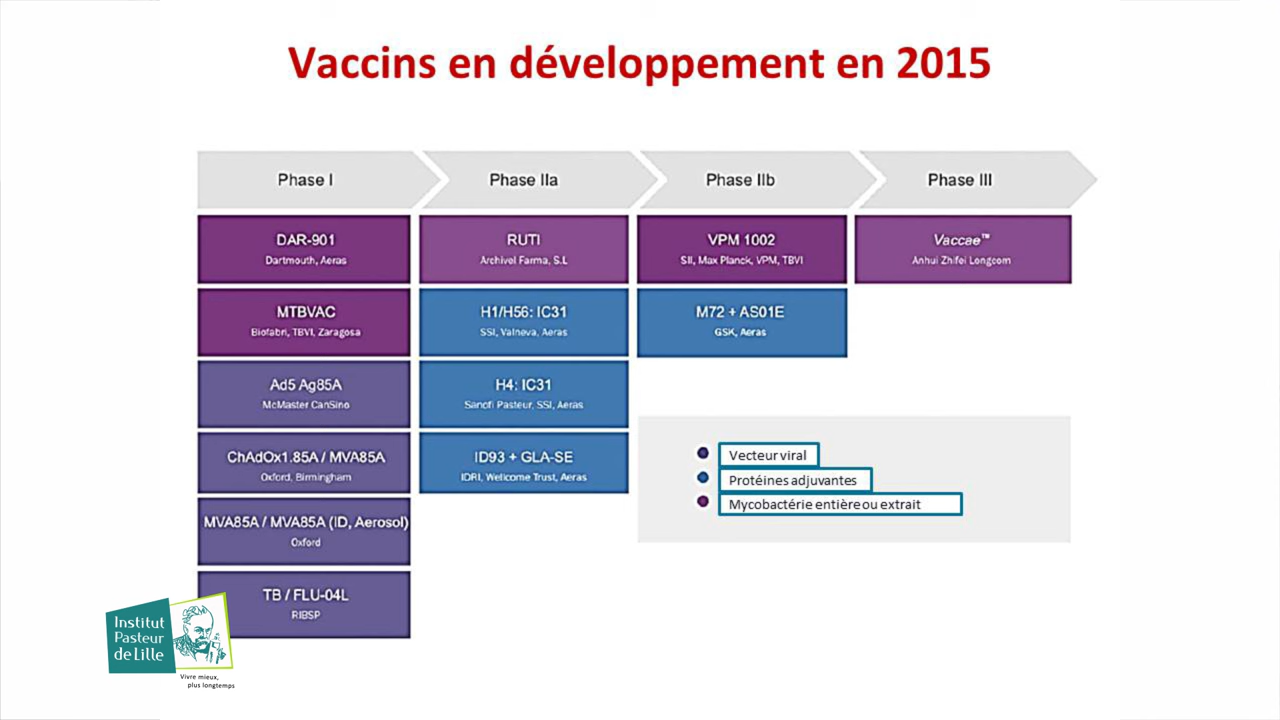 Vaccins en développement en 2015
Phase I
Phase IIa
Phase IIb
Phase III
DAR-901
Dartmouth, Aeras
RUTI
Archivel Farma, S.L
VPM 1002
SII, Max Planck, VPM, TBVI
Vaccae™
Anhui Zhifei Longcom
MTBVAC
Biofabri, TBVI, Zaragosa
H1/H56: IC31
SSI, Valneva, Aeras
M72 + AS01E
GSK, Aeras
Ad5 Ag85A
McMaster CanSino
H4: IC31
Sanofi Pasteur, SSI, Aeras
ChAdOx1.85A / MVA85A
Oxford, Birmingham
ID93 + GLA-SE
IDRI, Wellcome Trust, Aeras
MVA85A / MVA85A (ID, Aerosol)
Oxford
TB / FLU-04L
RIBSP
Vecteur viral
Protéines adjuvantes
Mycobactérie entière ou extrait
Institut
Pasteur
de Lille
Vivre mieux,
plus longtemps